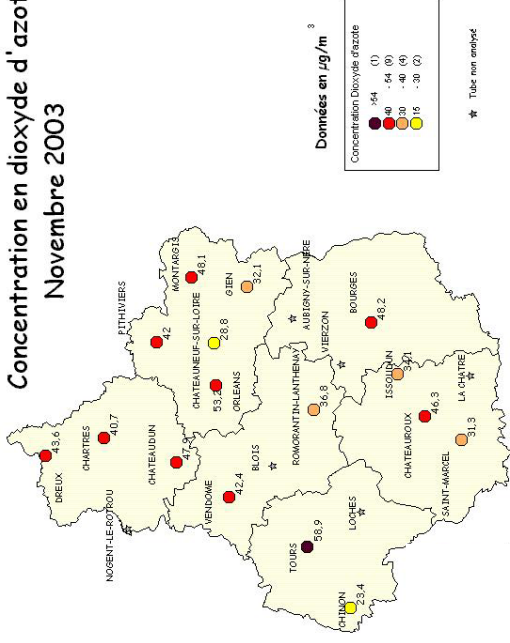 Concentration en dioxyde d'azot
Novembre 2003
DREUX
43,6
CHARTRES
40,7
NOGENT-LE-ROTROU
CHATEAUDUN
PITHIVIERS
42
MONTARGIS
48,1
CHATEAUNEUF-SUR-LOIRE
28,8
GIEN
32,1
53,2
ORLEANS
VENDOME
42,4
BLOIS
ROMORANTIN-LANTHENA
36,8
AUBIGNY-SUR-NERE
VIERZON
BOURGES
48,2
TOURS
58,9
LOCHES
CHINON
23,4
ISSOUDUN
34,1
CHATEAUROUX
46,3
LA CHATRE
SAINT-MARCEL
31,3
Données en µg/m³
Concentration Dioxyde d'azote
>54 (1)
40 - 54 (9)
30 - 40 (4)
15 - 30 (2)
Tube non analysé